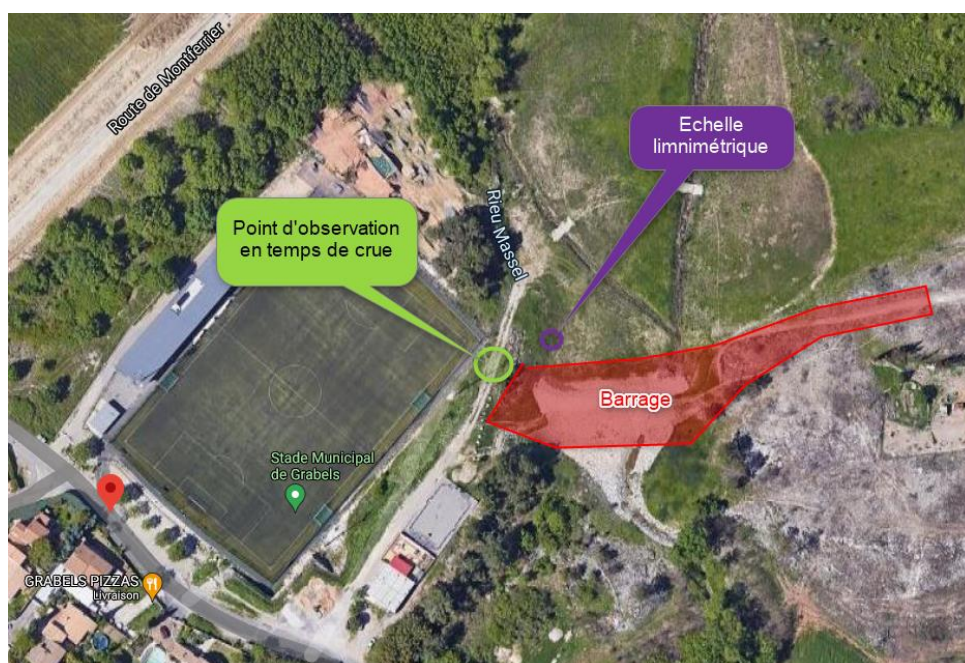 Route de Montferrier
Echelle
limnimétrique
Rieu Massel
Point d'observation
en temps de crue
Barrage
Stade Municipal
de Grabels
GRABELS PIZZAS
Livraison